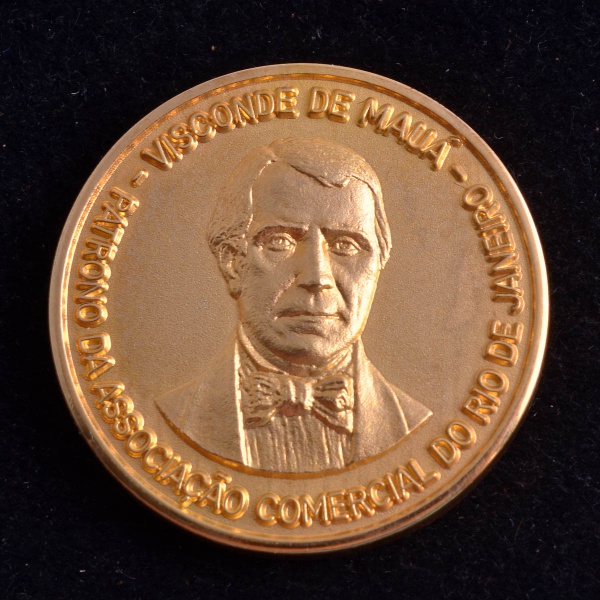 - VISCONDE DE MAUÁ -
PATRONO DA ASSOCIAÇÃO COMERCIAL DO RIO DE JANEIRO